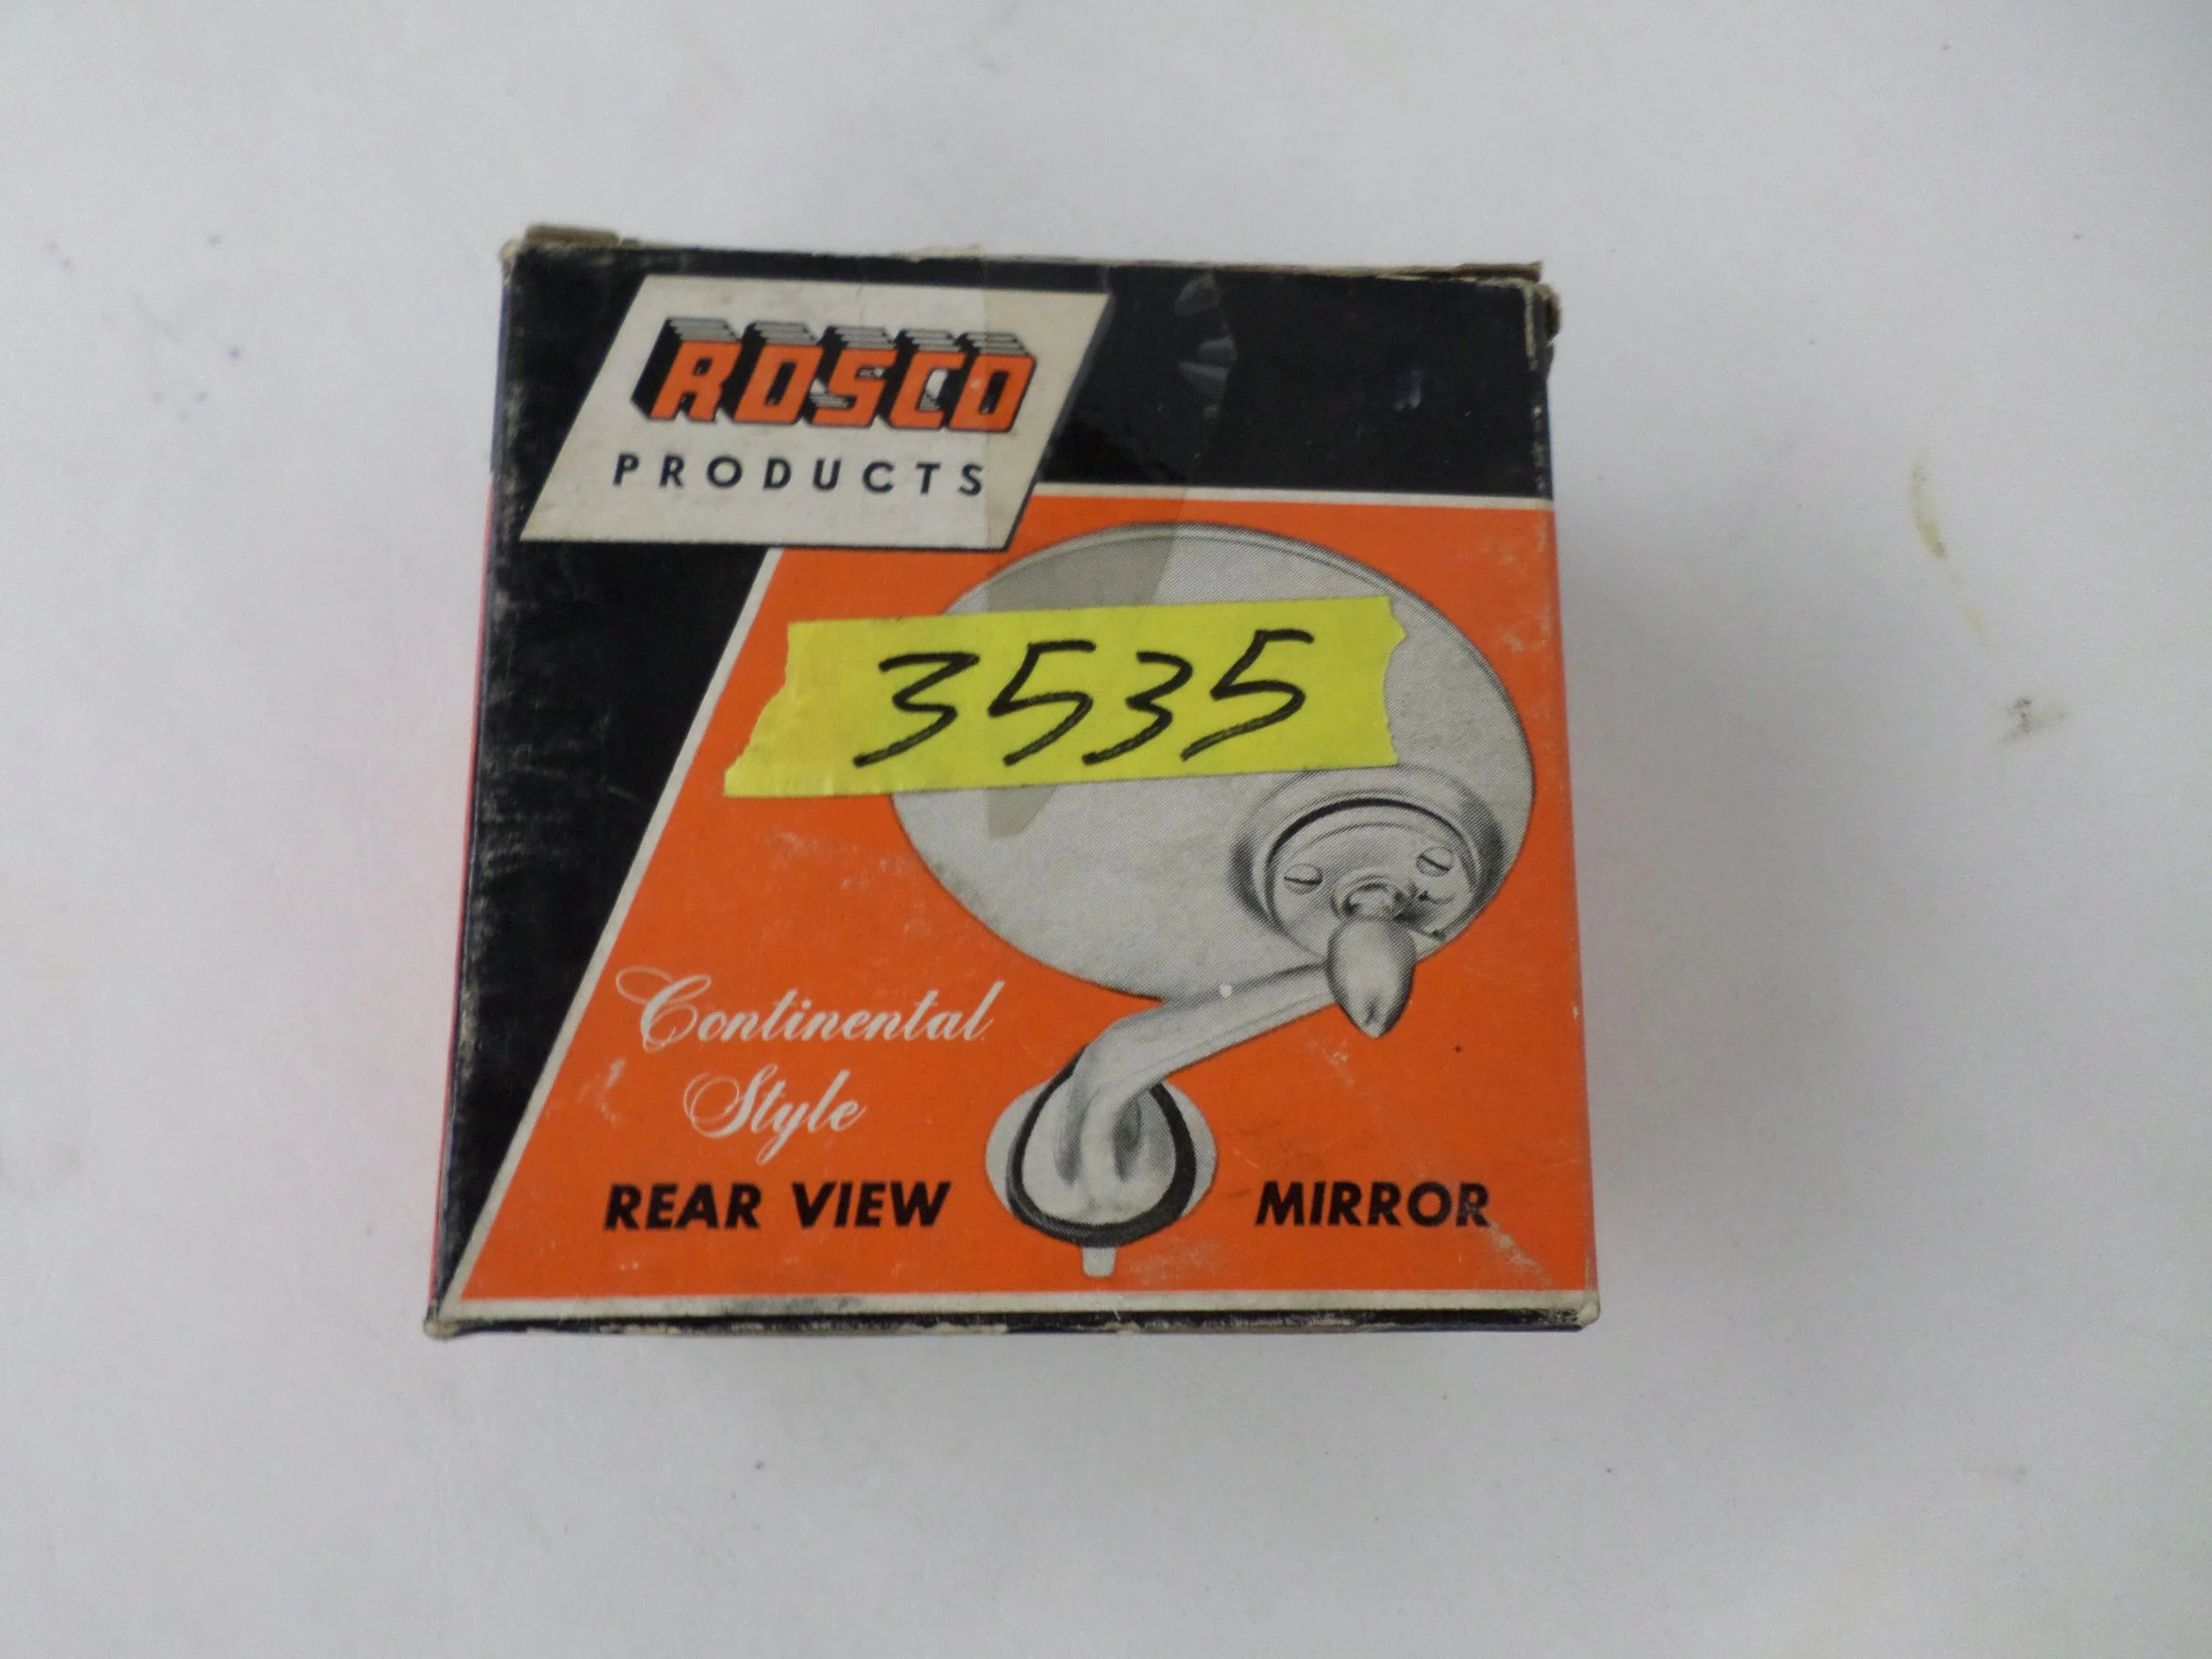 ROSCO
PRODUCTS
3535
Continental
Style
REAR VIEW MIRROR